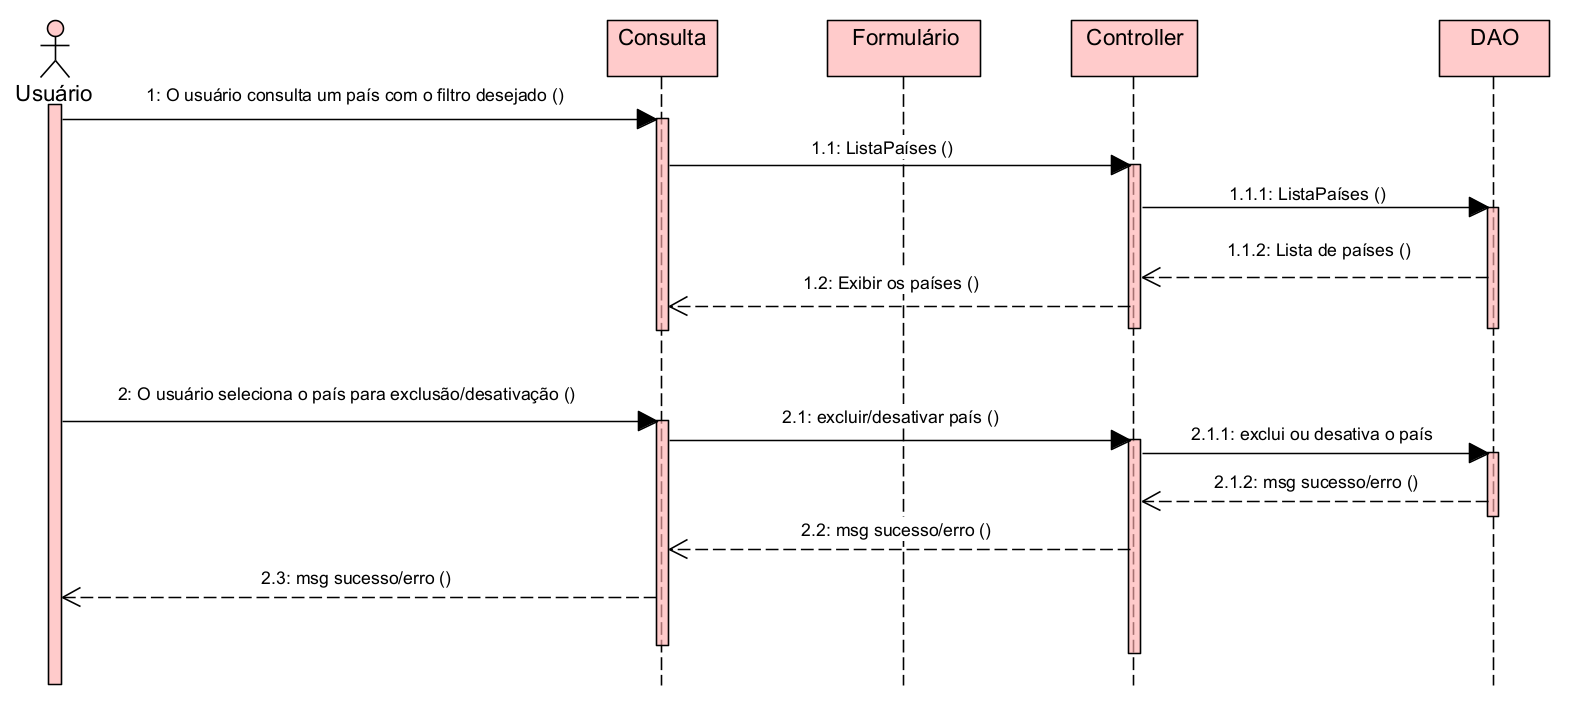 Usuário
Consulta
Formulário
Controller
DAO
1: O usuário consulta um país com o filtro desejado ()
1.1: ListaPaíses ()
1.1.1: ListaPaíses ()
1.1.2: Lista de países ()
1.2: Exibir os países ()
2: O usuário seleciona o país para exclusão/desativação ()
2.1: excluir/desativar país ()
2.1.1: exclui ou desativa o país
2.1.2: msg sucesso/erro ()
2.2: msg sucesso/erro ()
2.3: msg sucesso/erro ()